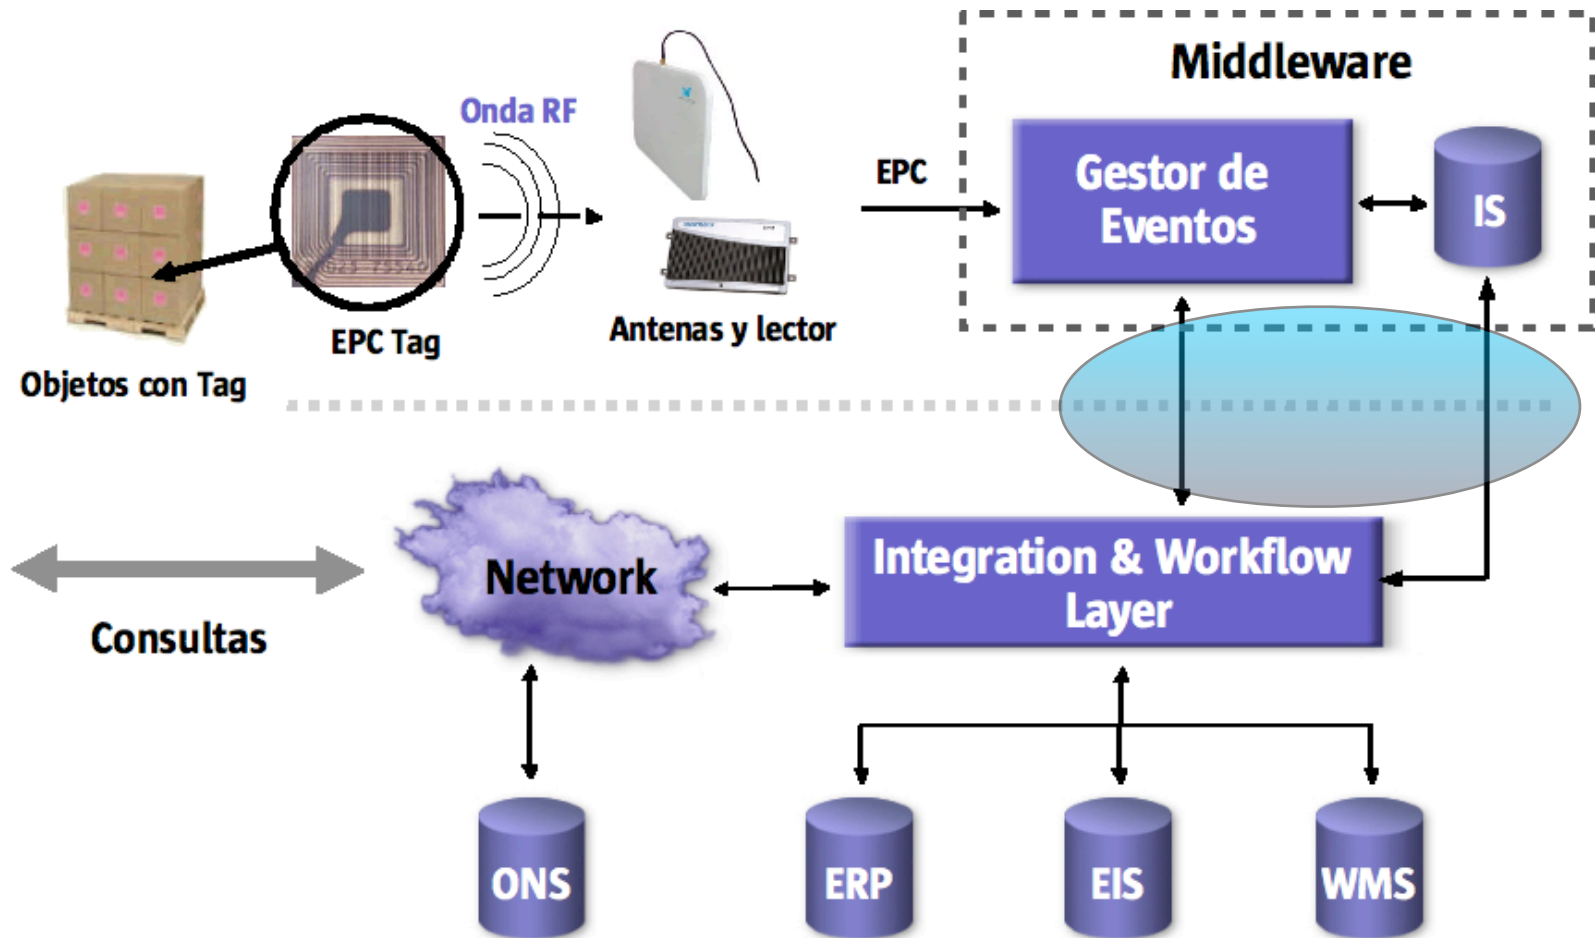 Middleware
Onda RF
EPC
Gestor de
Eventos
IS
EPC Tag
Antenas y lector
Objetos con Tag
Network
Integration & Workflow
Layer
Consultas
ONS
ERP
EIS
WMS